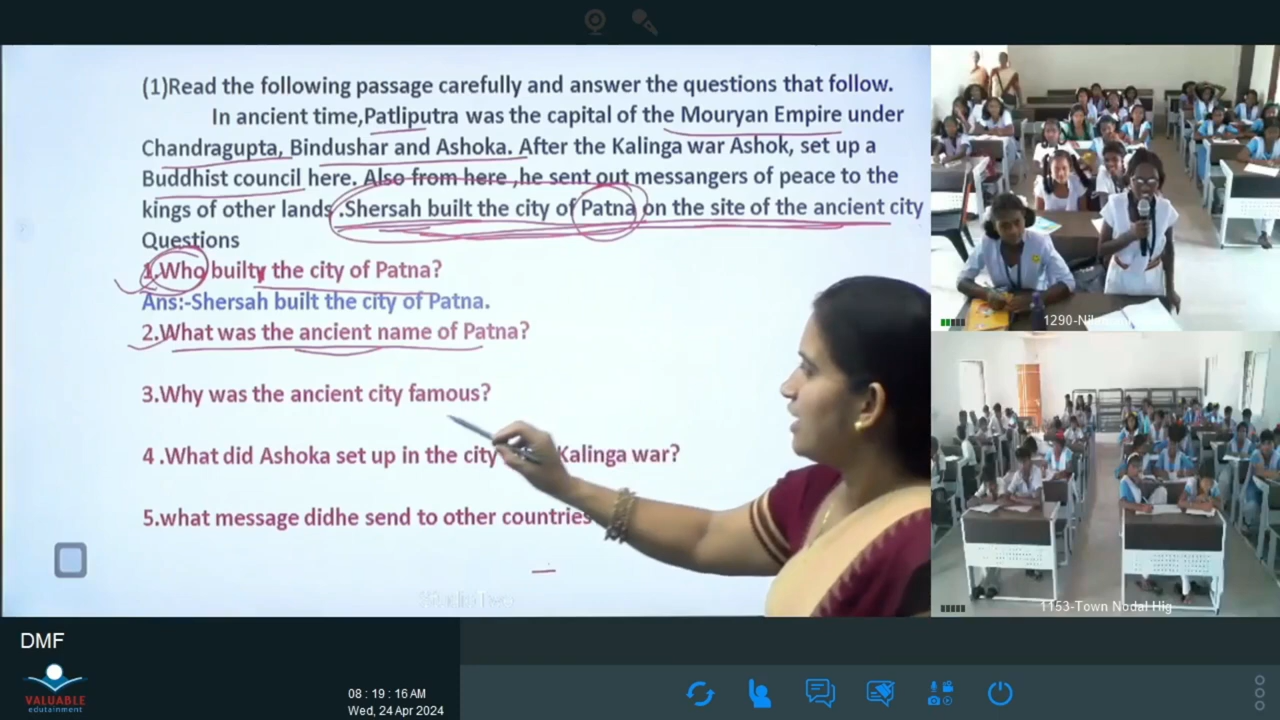 (1)Read the following passage carefully and answer the questions that follow.
In ancient time,Patliputra was the capital of the Mouryan Empire under
Chandragupta, Bindushar and Ashoka. After the Kalinga war Ashok, set up a
Buddhist council here. Also from here ,he sent out messangers of peace to the
kings of other lands .Shersah built the city of Patna on the site of the ancient city
Questions
1.Who builty the city of Patna?
Ans:-Shersah built the city of Patna.
2.What was the ancient name of Patna?
3.Why was the ancient city famous?
4 .What did Ashoka set up in the city Kalinga war?
5.what message didhe send to other countries
1153-Town Nodal Hig
DMF
VALUABLE
edutainment
08 : 19 : 16 AM
Wed, 24 Apr 2024